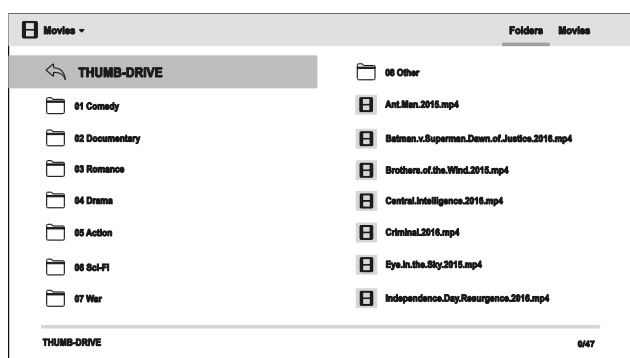 Movies
Folders Movies
THUMB-DRIVE
01 Comedy
02 Documentary
03 Romance
04 Drama
05 Action
06 Sci-Fi
07 War
08 Other
Ant.Man.2015.mp4
Batman.v.Superman.Dawn.of.Justice.2016.mp4
Brothers.of.the.Wind.2015.mp4
Central.Intelligence.2016.mp4
Criminal.2016.mp4
Eye.in.the.Sky.2015.mp4
Independence.Day.Resurgence.2016.mp4
THUMB-DRIVE 0/47